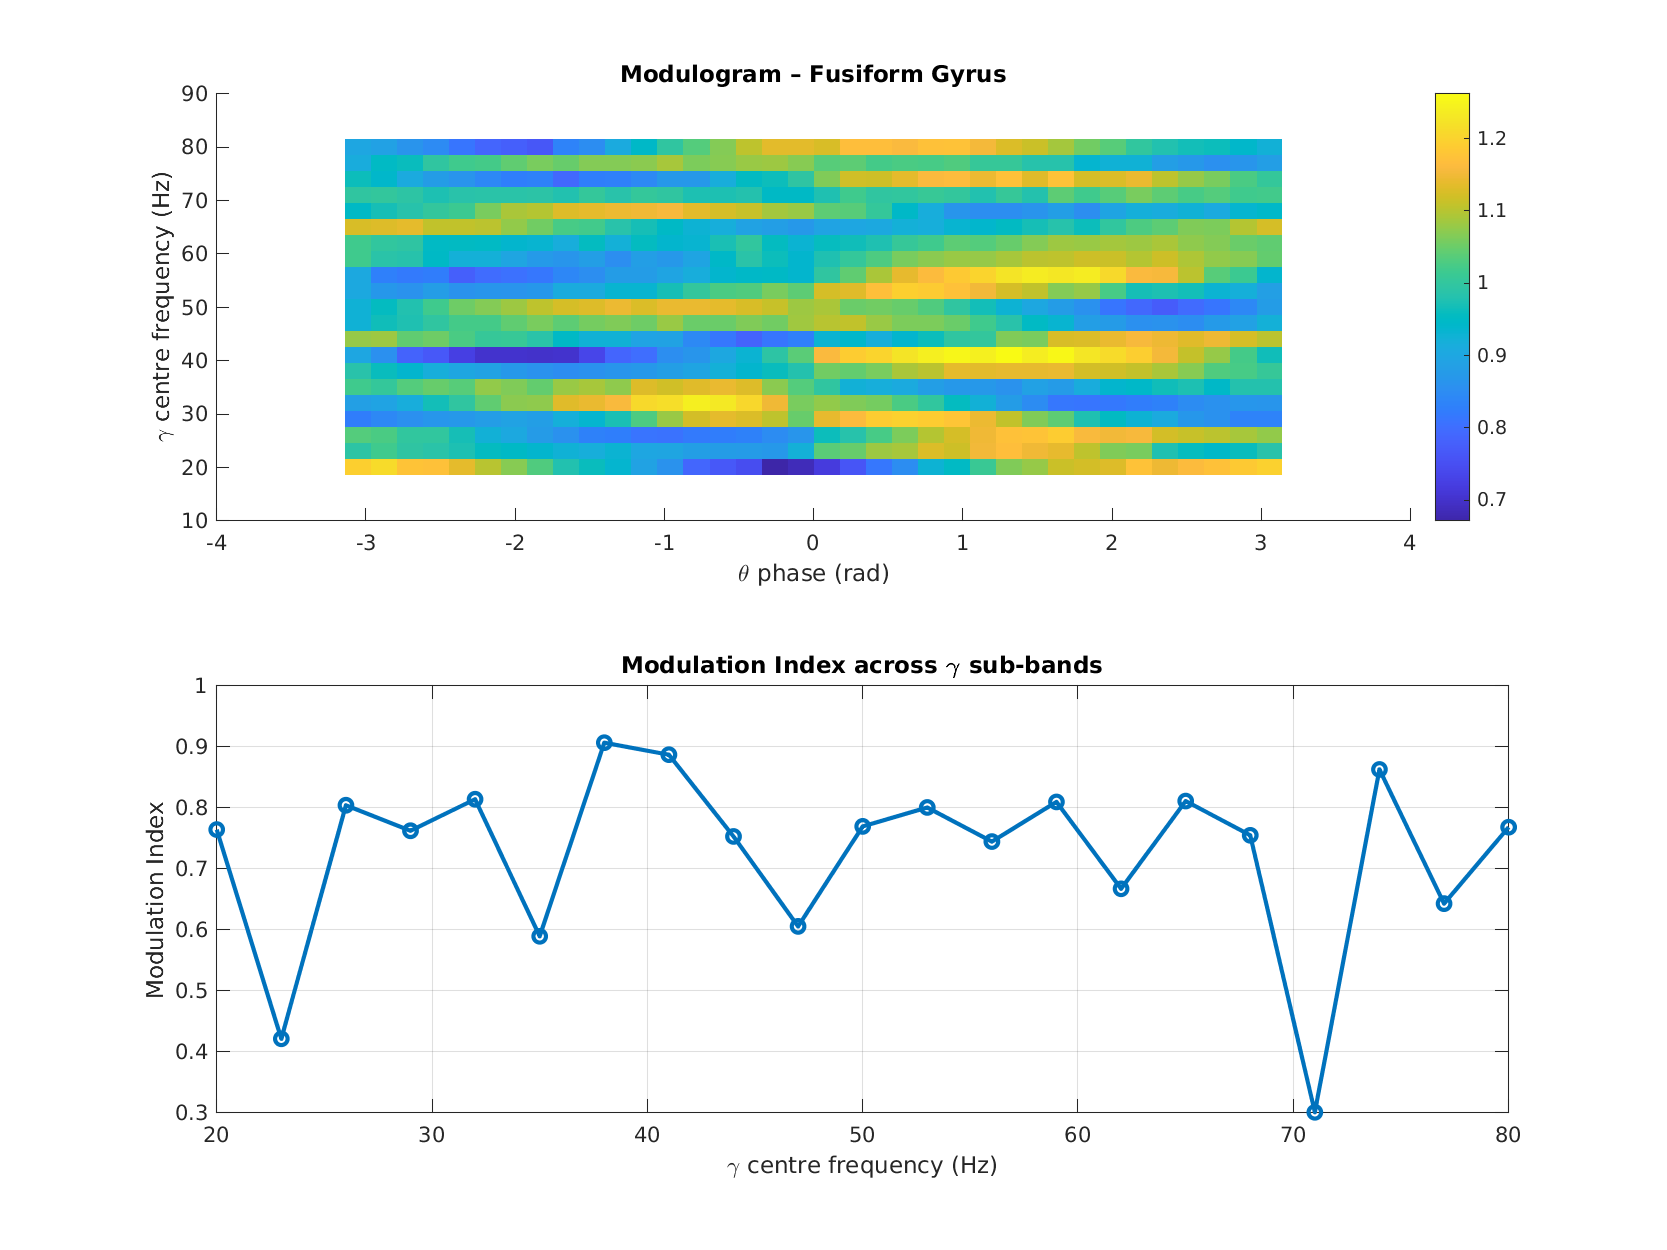 Modulogram – Fusiform Gyrus
γ centre frequency (Hz)
90
80
70
60
50
40
30
20
10
-4 -3 -2 -1 0 1 2 3 4
θ phase (rad)
1.2
1.1
1
0.9
0.8
0.7
Modulation Index across γ sub-bands
Modulation Index
1
0.9
0.8
0.7
0.6
0.5
0.4
0.3
20 30 40 50 60 70 80
γ centre frequency (Hz)